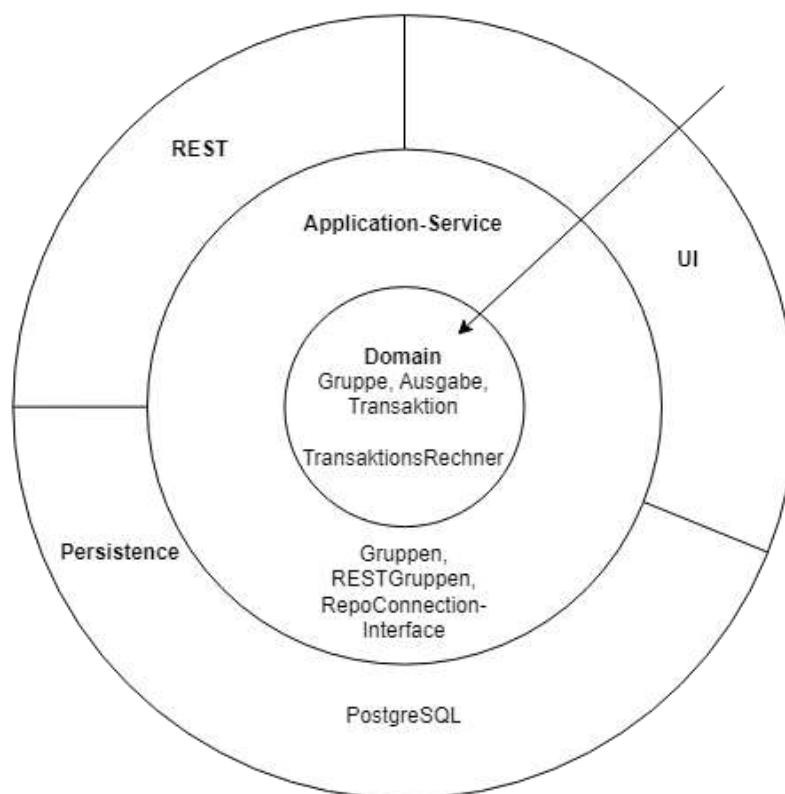 REST
Application-Service
UI
Domain
Gruppe, Ausgabe,
Transaktion
TransaktionsRechner
Persistence
Gruppen,
RESTGruppen,
RepoConnection-
Interface
PostgreSQL